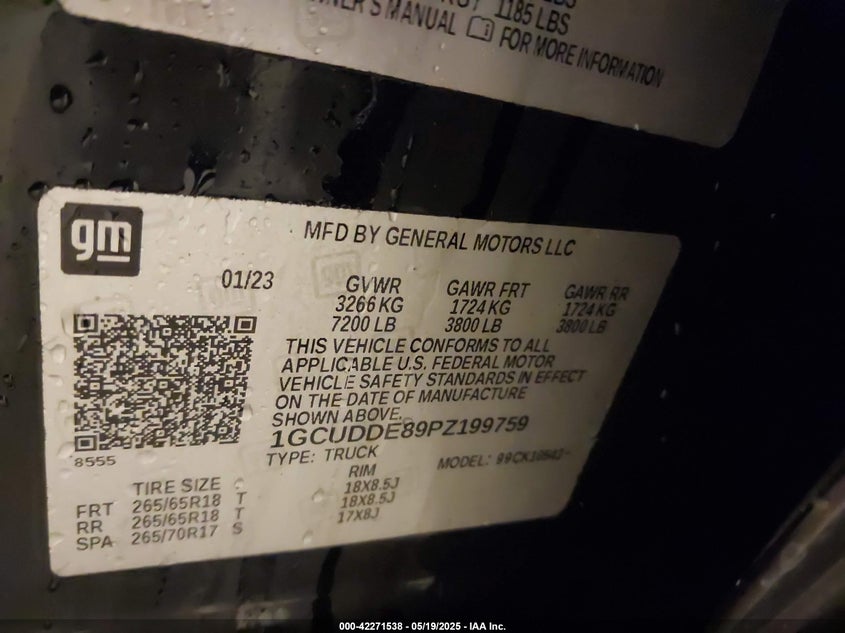 1185 LBS
OWNER'S MANUAL FOR MORE INFORMATION
gm
MFD BY GENERAL MOTORS LLC
01/23 GVWR GAWR FRT GAWR RR
3266 KG 1724 KG 1724 KG
7200 LB 3800 LB 3800 LB
THIS VEHICLE CONFORMS TO ALL
APPLICABLE U.S. FEDERAL MOTOR
VEHICLE SAFETY STANDARDS IN EFFECT
ON THE DATE OF MANUFACTURE
SHOWN ABOVE.
1GCUDDE89PZ199759
8555
TYPE: TRUCK MODEL:
TIRE SIZE RIM
FRT 265/65R18 T 18X8.5J
RR 265/65R18 T 18X8.5J
SPA 265/70R17 S 17X8J
000-42271538 - 05/19/2025 - IAA Inc.